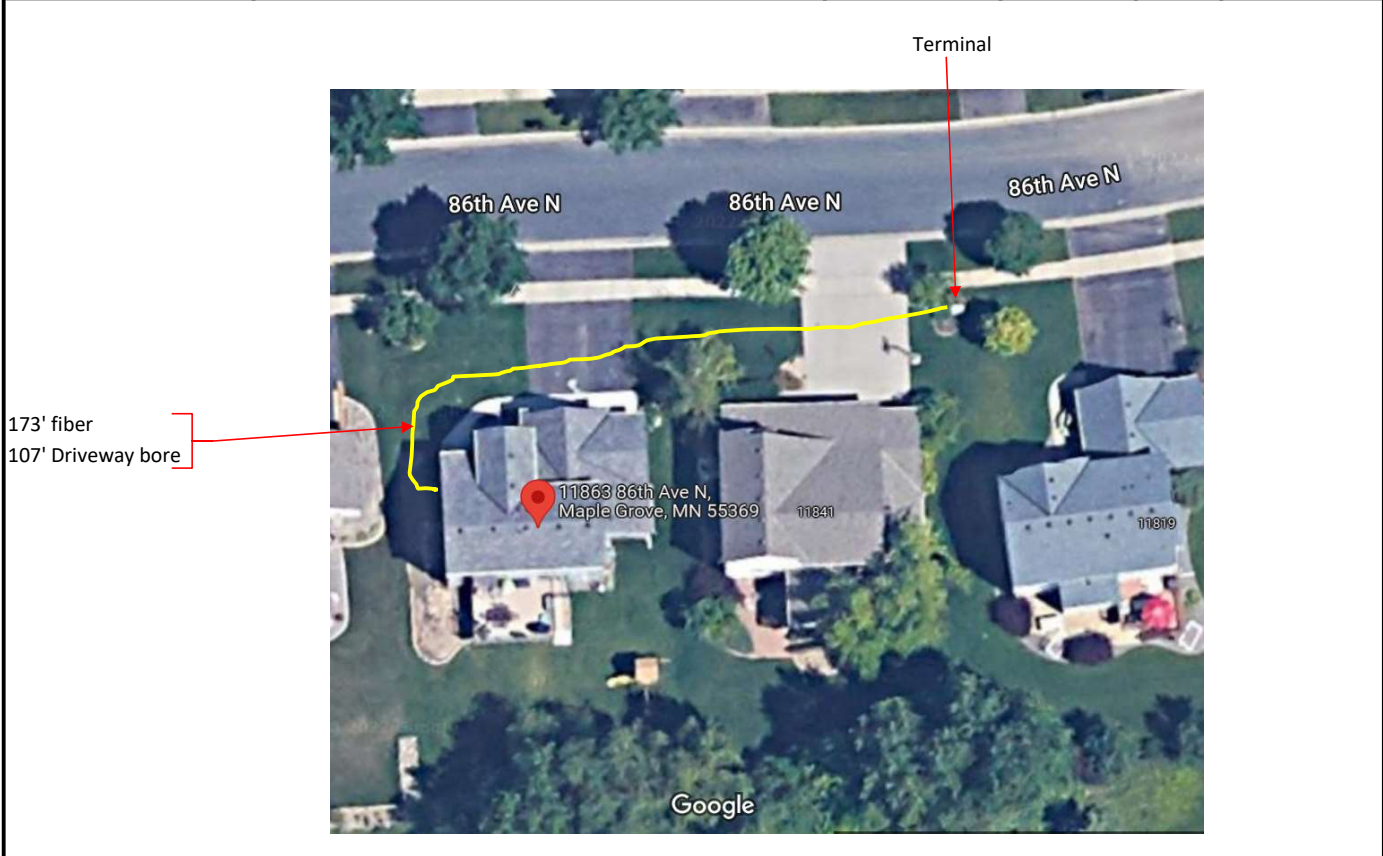 Terminal
86th Ave N
86th Ave N
86th Ave N
173' fiber
107' Driveway bore
11863 86th Ave N,
Maple Grove, MN 55369
11841
11819
Google